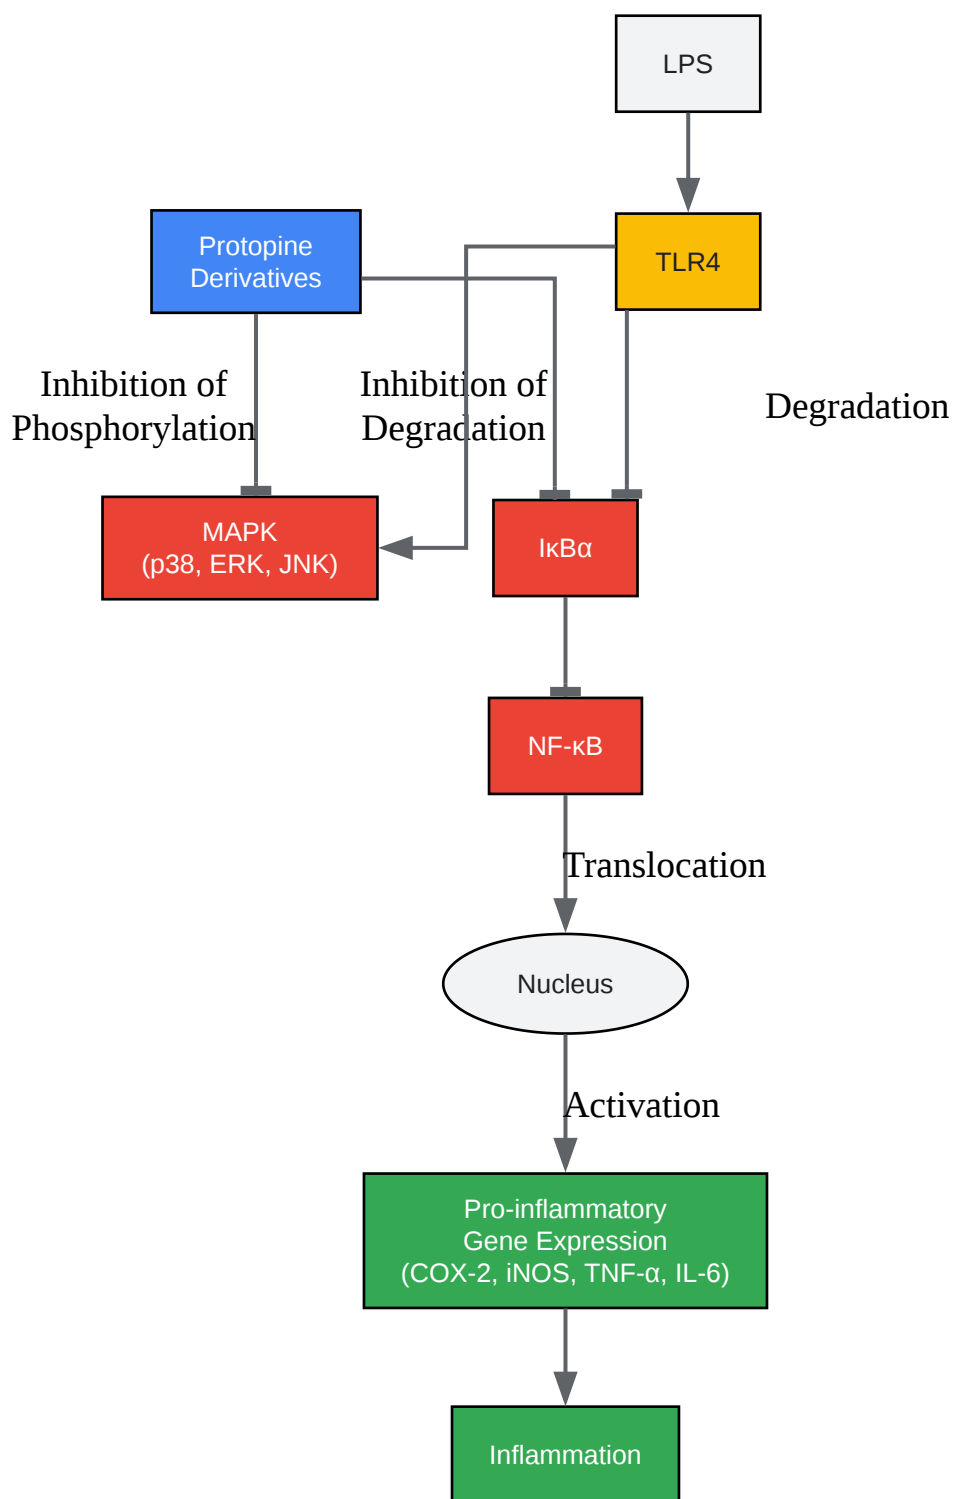 LPS
Protopine
Derivatives
TLR4
Inhibition of
Phosphorylation
Inhibition of
Degradation
Degradation
MAPK
(p38, ERK, JNK)
IκBα
NF-κB
Translocation
Nucleus
Activation
Pro-inflammatory
Gene Expression
(COX-2, iNOS, TNF-α, IL-6)
Inflammation